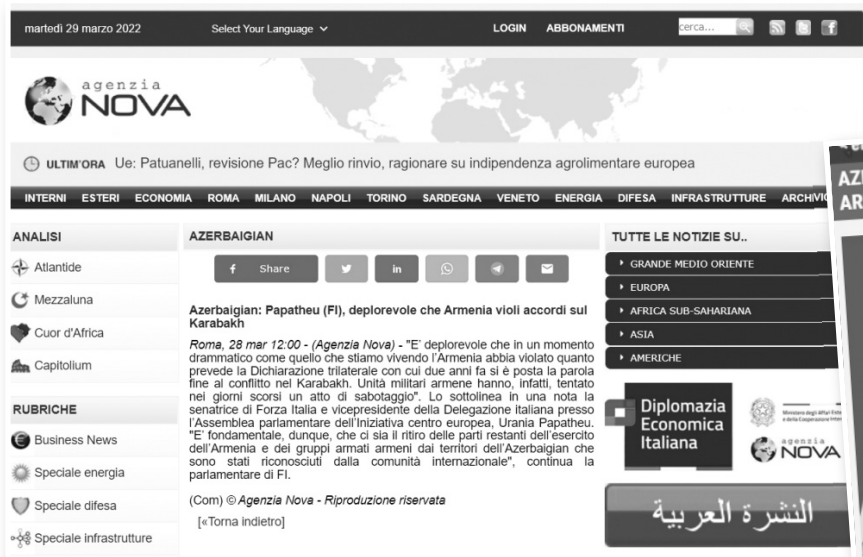 martedì 29 marzo 2022 Select Your Language LOGIN ABBONAMENTI cerca...
agenzia
NOVA
ULTIM'ORA Ue: Patuanelli, revisione Pac? Meglio rinvio, ragionare su indipendenza agrolimentare europea
INTERNI ESTERI ECONOMIA ROMA MILANO NAPOLI TORINO SARDEGNA VENETO ENERGIA DIFESA INFRASTRUTTURE ARCHIVIO
ANALISI
Atlantide
Mezzaluna
Cuor d'Africa
Capitolium
RUBRICHE
Business News
Speciale energia
Speciale difesa
Speciale infrastrutture
AZERBAIGIAN
Share
Azerbaigian: Papatheu (FI), deplorevole che Armenia violi accordi sul
Karabakh
Roma, 28 mar 12:00 - (Agenzia Nova) - "E' deplorevole che in un momento
drammatico come quello che stiamo vivendo l'Armenia abbia violato quanto
prevede la Dichiarazione trilaterale con cui due anni fa si è posta la parola
fine al conflitto nel Karabakh. Unità militari armene hanno, infatti, tentato
nei giorni scorsi un atto di sabotaggio". Lo sottolinea in una nota la
senatrice di Forza Italia e vicepresidente della Delegazione italiana presso
l'Assemblea parlamentare dell'Iniziativa centro europea, Urania Papatheu.
"E' fondamentale, dunque, che ci sia il ritiro delle parti restanti dell'esercito
dell'Armenia e dei gruppi armati armeni dai territori dell'Azerbaigian che
sono stati riconosciuti dalla comunità internazionale", continua la
parlamentare di FI.
(Com) © Agenzia Nova - Riproduzione riservata
[«Torna indietro]
TUTTE LE NOTIZIE SU..
GRANDE MEDIO ORIENTE
EUROPA
AFRICA SUB-SAHARIANA
ASIA
AMERICHE
Diplomazia
Economica
Italiana
agenzia
NOVA
النشرة العربية
AZ
AR